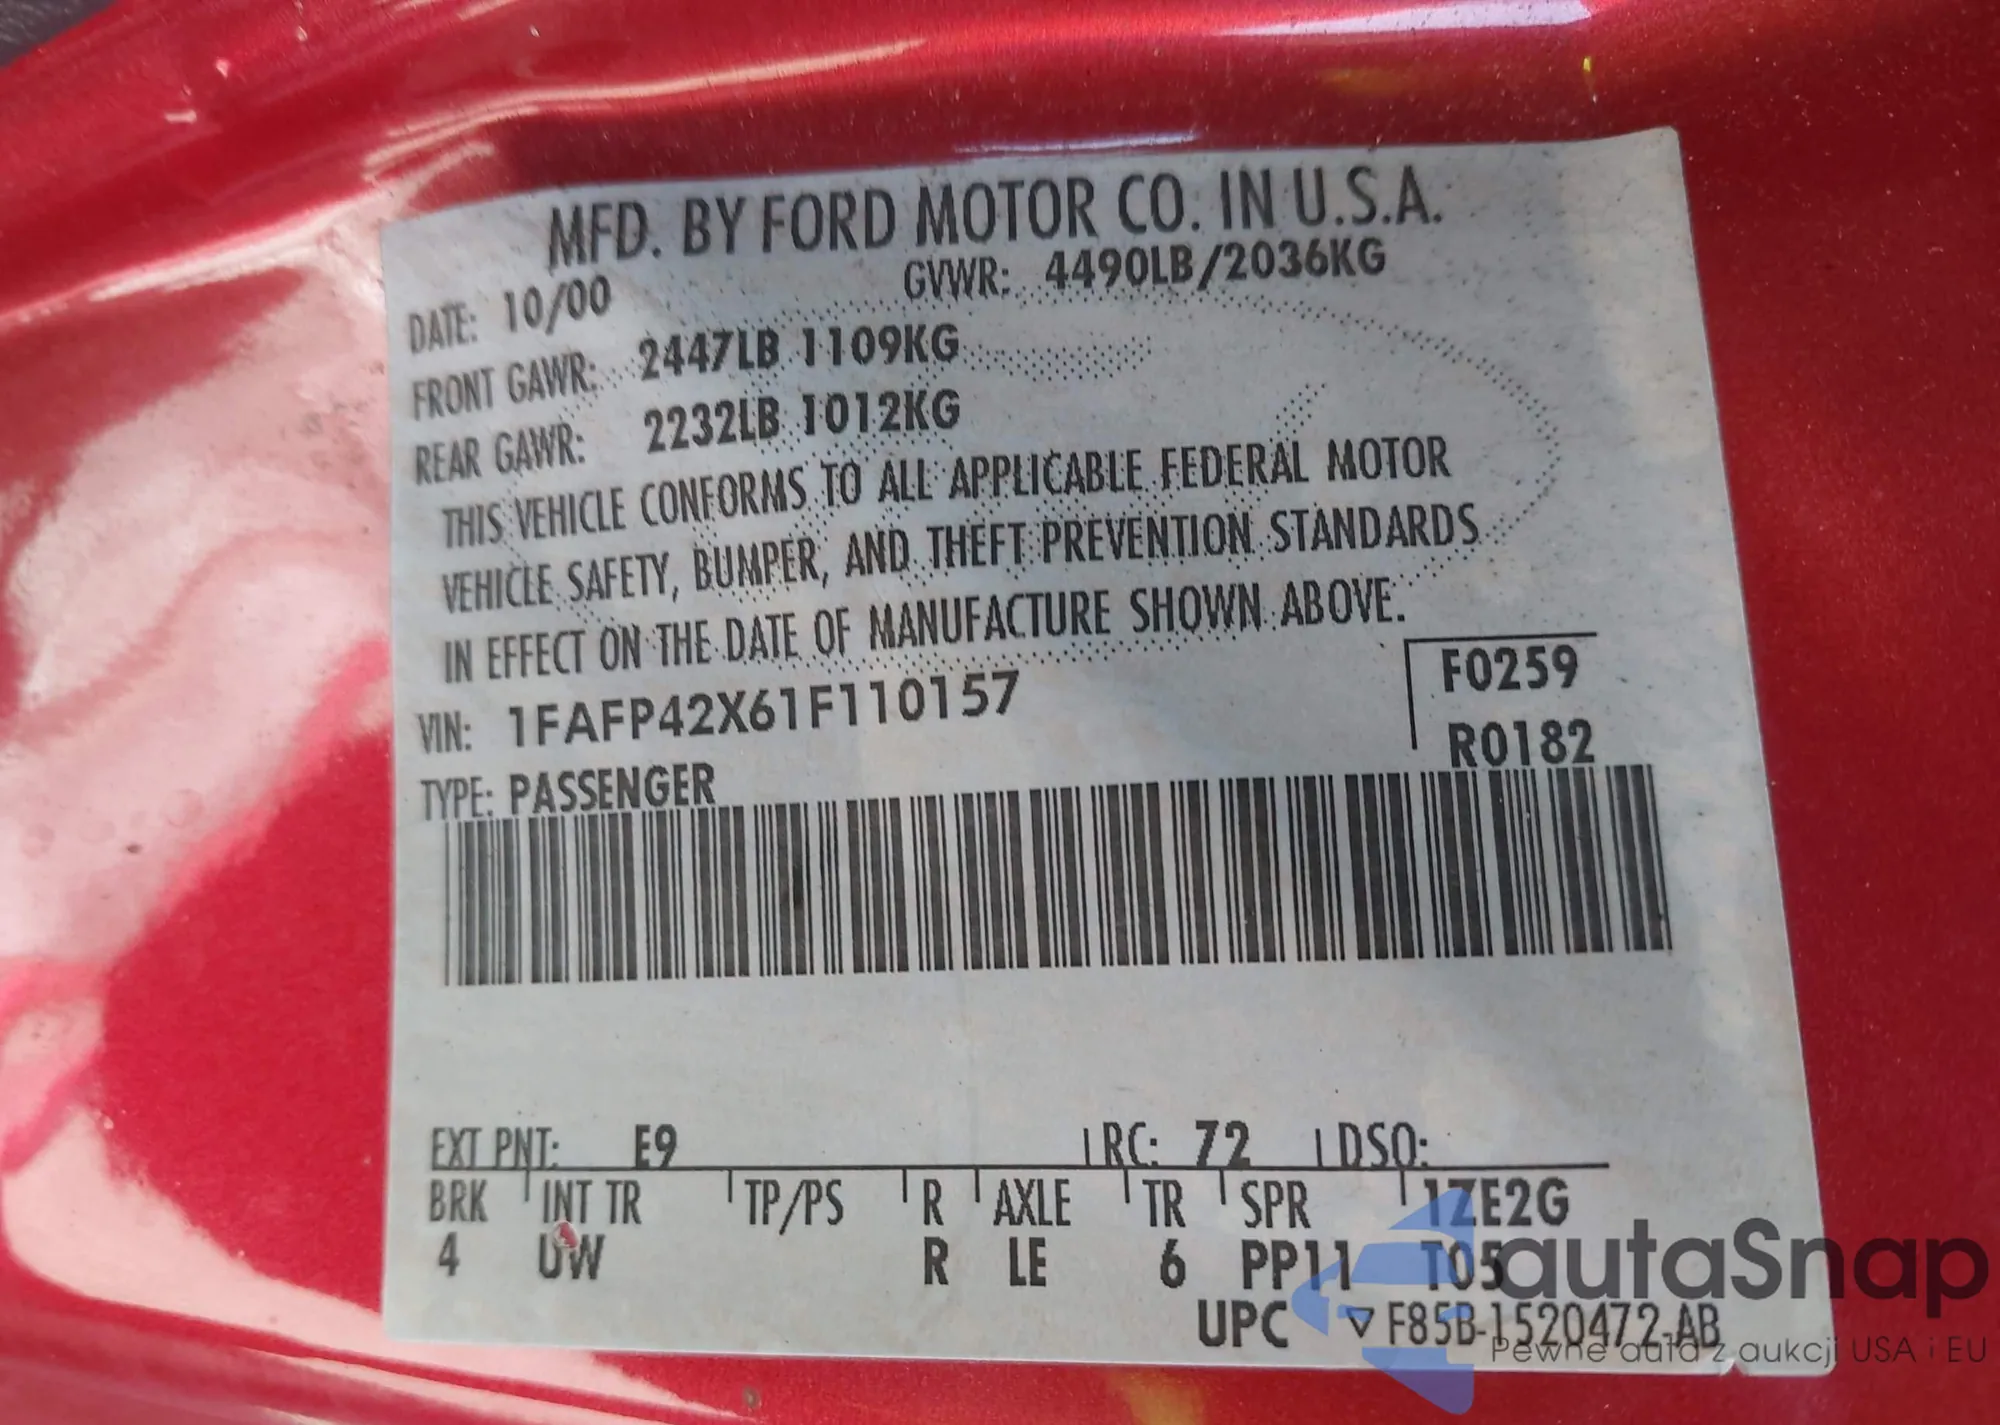 MFD. BY FORD MOTOR CO. IN U.S.A.
DATE: 10/00 GVWR: 4490LB/2036KG
FRONT GAWR: 2447LB 1109KG
REAR GAWR: 2232LB 1012KG
THIS VEHICLE CONFORMS TO ALL APPLICABLE FEDERAL MOTOR
VEHICLE SAFETY, BUMPER, AND THEFT PREVENTION STANDARDS
IN EFFECT ON THE DATE OF MANUFACTURE SHOWN ABOVE.
F0259
VIN: 1FAFP42X61F110157
R0182
TYPE: PASSENGER
EXT PNT: E9 RC: 72 DSO:
BRK INT TR TP/PS R AXLE TR SPR 1ZE2G
4 UW R LE 6 PP11 T05
UPC F85B-1520472-AB
autaSnap
Pewne auta z aukcji USA i EU